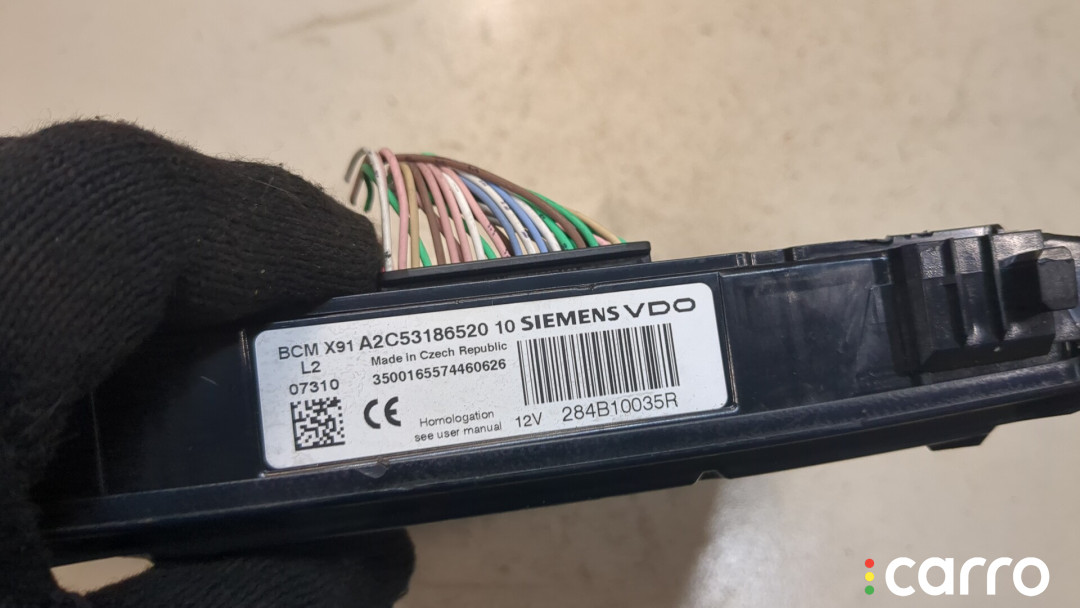 BCM X91 A2C53186520 10 SIEMENS VDO
L2 Made in Czech Republic
07310 3500165574460626
CE Homologation
see user manual 12V 284B10035R
carro